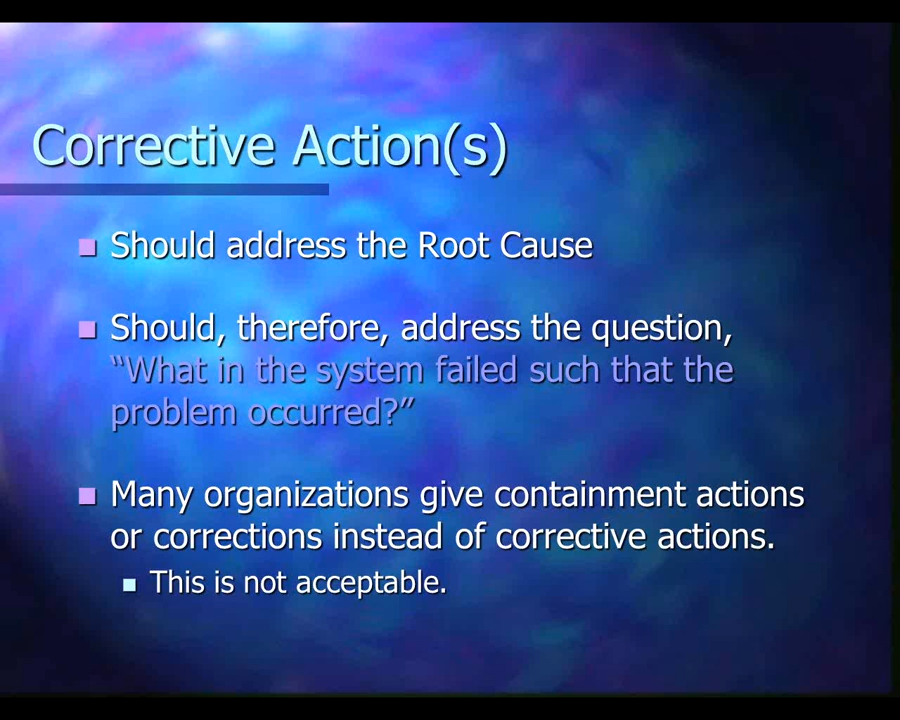 Corrective Action(s)
Should address the Root Cause
Should, therefore, address the question,
“What in the system failed such that the
problem occurred?”
Many organizations give containment actions
or corrections instead of corrective actions.
This is not acceptable.